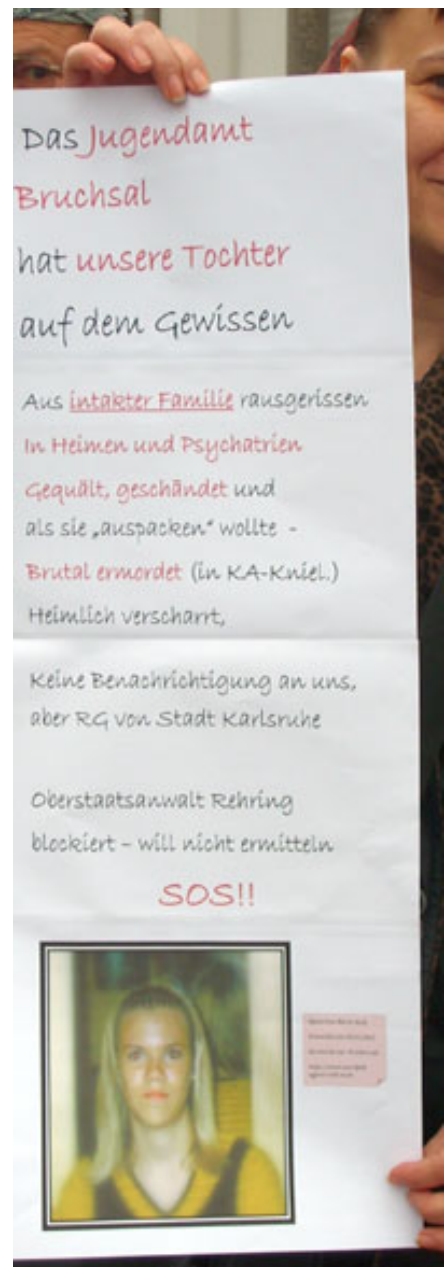 Das Jugendamt
Bruchsal
hat unsere Tochter
auf dem Gewissen
Aus intakter Familie rausgerissen
In Heimen und Psychatrien
Gequält, geschändet und
als sie „auspacken“ wollte -
Brutal ermordet (in KA-Kniel.)
Heimlich verscharrt,
Keine Benachrichtigung an uns,
aber RG von Stadt Karlsruhe
Oberstaatsanwalt Rehring
blockiert – will nicht ermitteln
SOS!!